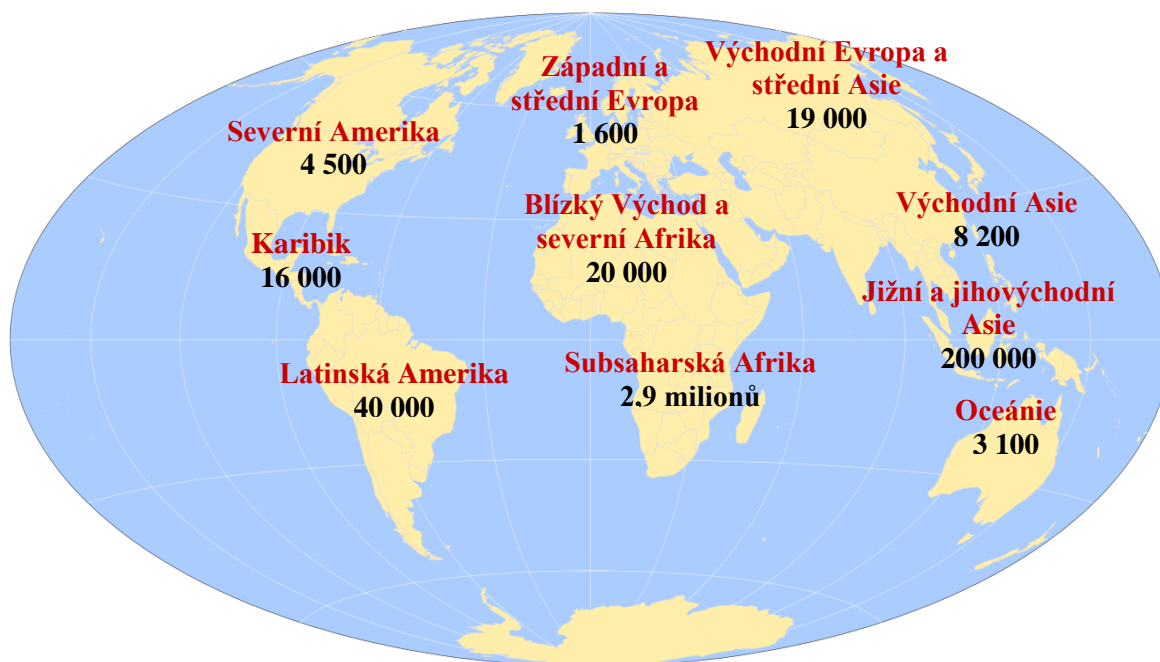 Západní a
střední Evropa
1 600
Východní Evropa a
střední Asie
19 000
Severní Amerika
4 500
Blízký Východ a
severní Afrika
20 000
Východní Asie
8 200
Karibik
16 000
Jižní a jihovýchodní
Asie
200 000
Latinská Amerika
40 000
Subsaharská Afrika
2,9 milionů
Oceánie
3 100